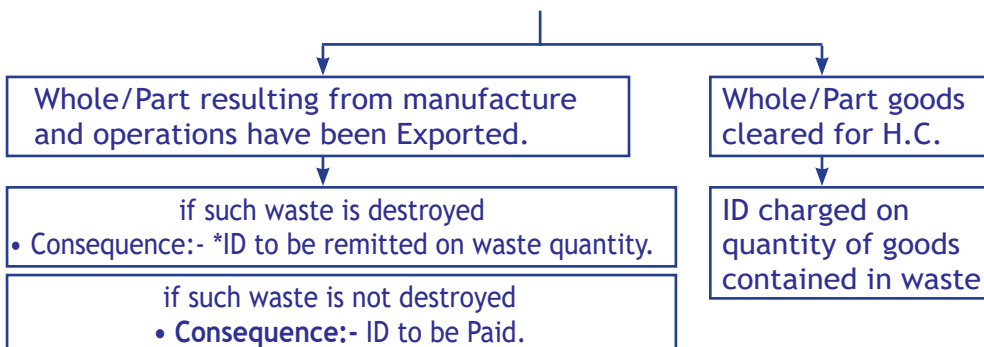 Whole/Part resulting from manufacture
and operations have been Exported.
if such waste is destroyed
• Consequence:- *ID to be remitted on waste quantity.
if such waste is not destroyed
• Consequence:- ID to be Paid.
Whole/Part goods
cleared for H.C.
ID charged on
quantity of goods
contained in waste